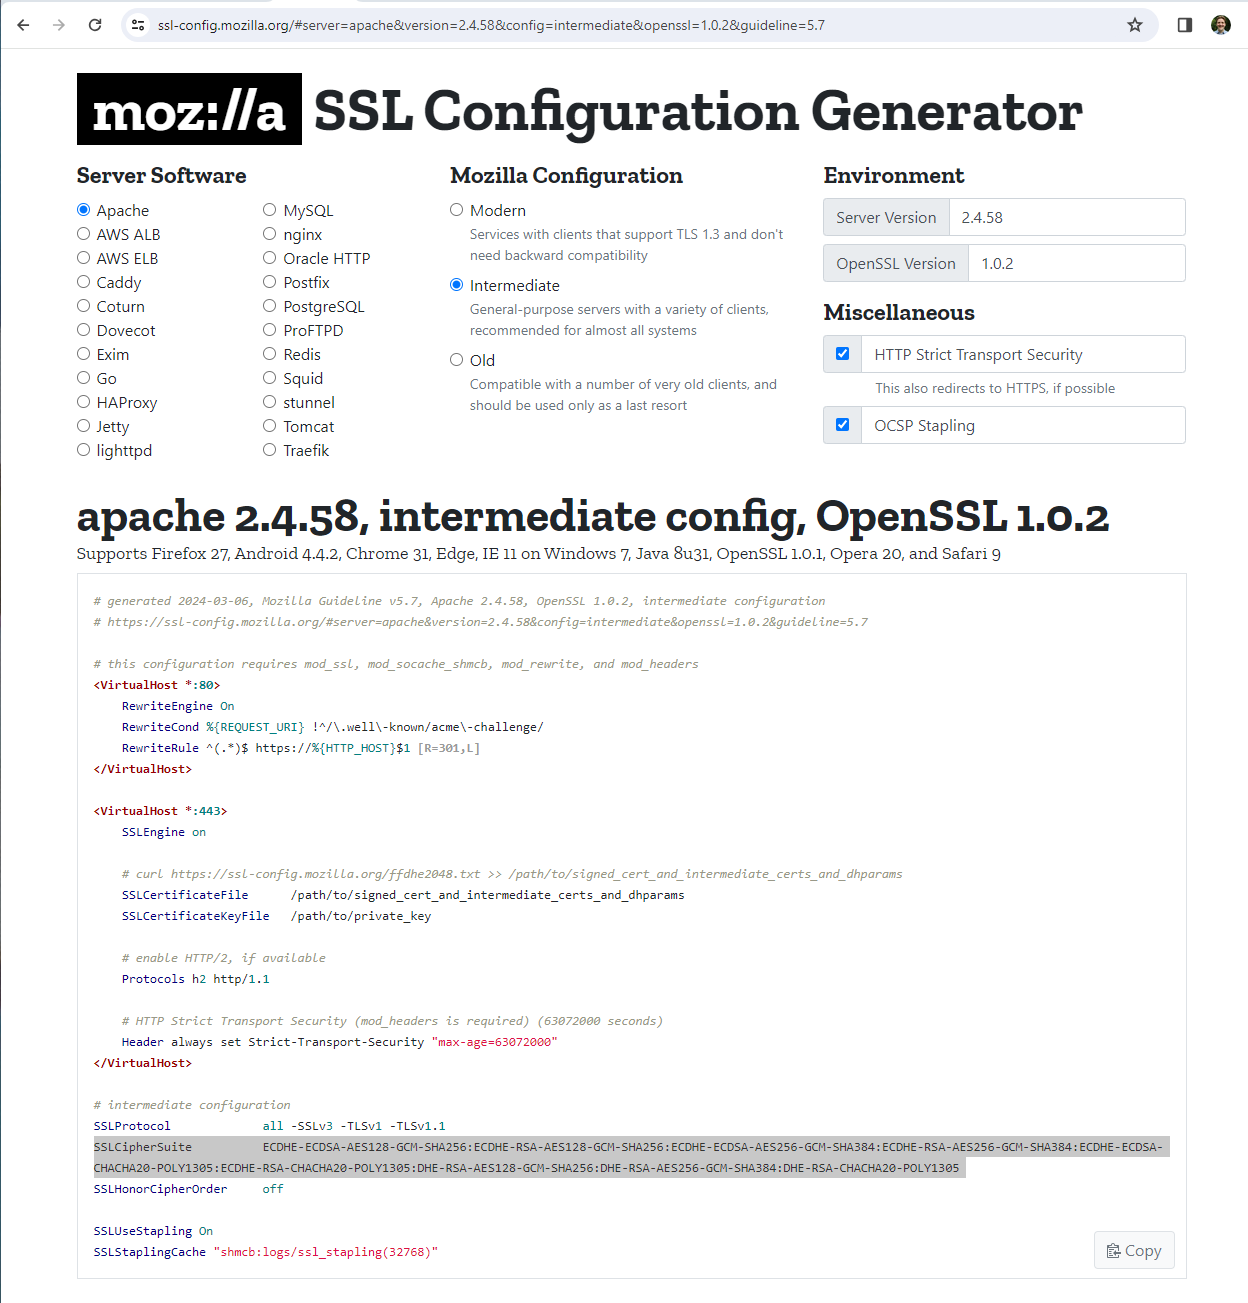 ssl-config.mozilla.org/#server=apache&version=2.4.58&config=intermediate&openssl=1.0.2&guideline=5.7
moz://a SSL Configuration Generator
Server Software
Apache
AWS ALB
AWS ELB
Caddy
Coturn
Dovecot
Exim
Go
HAProxy
Jetty
lighttpd
MySQL
nginx
Oracle HTTP
Postfix
PostgreSQL
ProFTPD
Redis
Squid
stunnel
Tomcat
Traefik
Mozilla Configuration
Modern
Services with clients that support TLS 1.3 and don't
need backward compatibility
Intermediate
General-purpose servers with a variety of clients,
recommended for almost all systems
Old
Compatible with a number of very old clients, and
should be used only as a last resort
Environment
Server Version 2.4.58
OpenSSL Version 1.0.2
Miscellaneous
HTTP Strict Transport Security
This also redirects to HTTPS, if possible
OCSP Stapling
apache 2.4.58, intermediate config, OpenSSL 1.0.2
Supports Firefox 27, Android 4.4.2, Chrome 31, Edge, IE 11 on Windows 7, Java 8u31, OpenSSL 1.0.1, Opera 20, and Safari 9
# generated 2024-03-06, Mozilla Guideline v5.7, Apache 2.4.58, OpenSSL 1.0.2, intermediate configuration
# https://ssl-config.mozilla.org/#server=apache&version=2.4.58&config=intermediate&openssl=1.0.2&guideline=5.7
# this configuration requires mod_ssl, mod_socache_shmcb, mod_rewrite, and mod_headers
<VirtualHost *:80>
RewriteEngine On
RewriteCond %{REQUEST_URI} !^/\.well\-known/acme\-challenge/
RewriteRule ^(.*)$ https://%{HTTP_HOST}$1 [R=301,L]
</VirtualHost>
<VirtualHost *:443>
SSLEngine on
# curl https://ssl-config.mozilla.org/ffdhe2048.txt >> /path/to/signed_cert_and_intermediate_certs_and_dhparams
SSLCertificateFile /path/to/signed_cert_and_intermediate_certs_and_dhparams
SSLCertificateKeyFile /path/to/private_key
# enable HTTP/2, if available
Protocols h2 http/1.1
# HTTP Strict Transport Security (mod_headers is required) (63072000 seconds)
Header always set Strict-Transport-Security "max-age=63072000"
</VirtualHost>
# intermediate configuration
SSLProtocol all -SSLv3 -TLSv1 -TLSv1.1
SSLCipherSuite ECDHE-ECDSA-AES128-GCM-SHA256:ECDHE-RSA-AES128-GCM-SHA256:ECDHE-ECDSA-AES256-GCM-SHA384:ECDHE-RSA-AES256-GCM-SHA384:ECDHE-ECDSA-
CHACHA20-POLY1305:ECDHE-RSA-CHACHA20-POLY1305:DHE-RSA-AES128-GCM-SHA256:DHE-RSA-AES256-GCM-SHA384:DHE-RSA-CHACHA20-POLY1305
SSLHonorCipherOrder off
SSLUseStapling On
SSLStaplingCache "shmcb:logs/ssl_stapling(32768)"
Copy